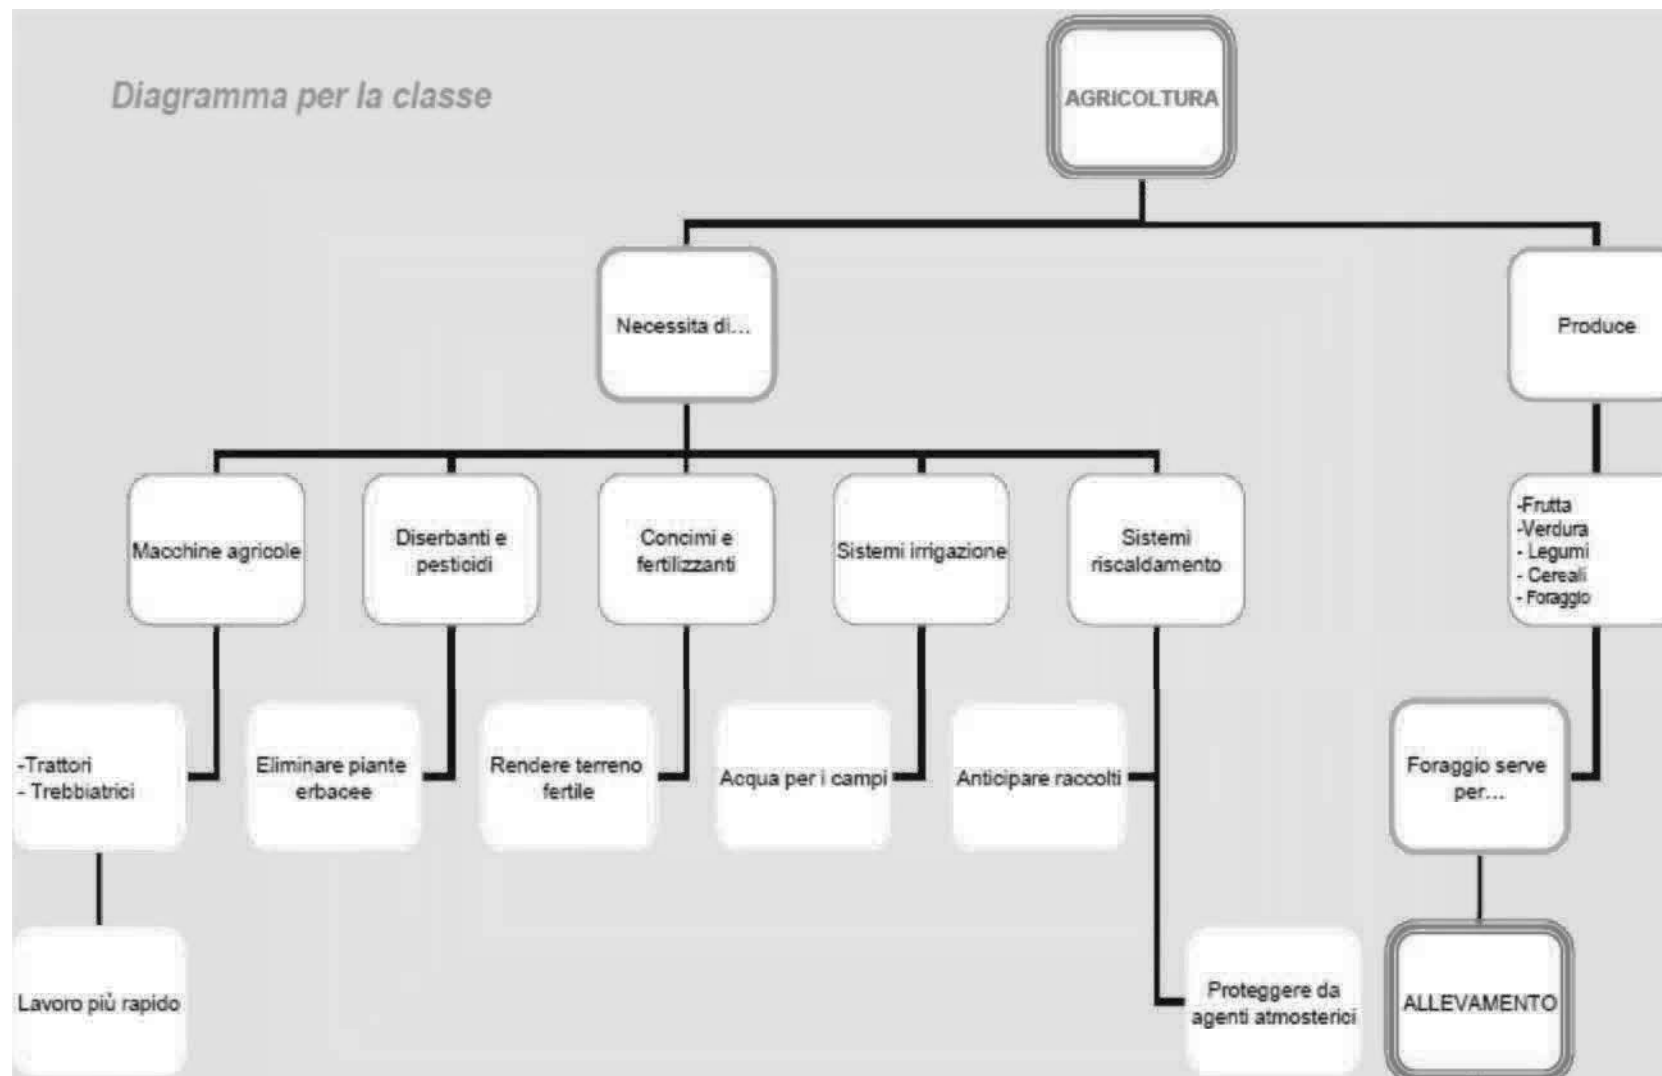 Diagramma per la classe
AGRICOLTURA
Necessita di...
Produce
Macchine agricole
Diserbanti e
pesticidi
Concimi e
fertilizzanti
Sistemi irrigazione
Sistemi
riscaldamento
-Frutta
-Verdura
- Legumi
- Cereali
- Foraggio
-Trattori
- Trebbiatrici
Eliminare piante
erbacee
Rendere terreno
fertile
Acqua per i campi
Anticipare raccolti
Foraggio serve
per...
Lavoro più rapido
Proteggere da
agenti atmosterici
ALLEVAMENTO